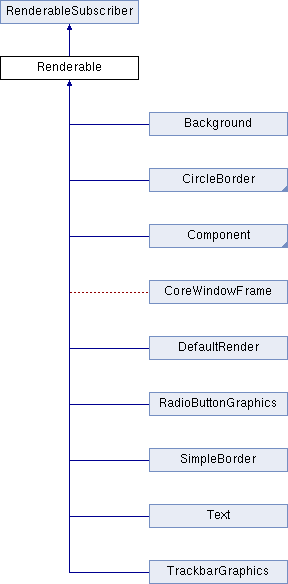 RenderableSubscriber
Renderable
Background
CircleBorder
Component
CoreWindowFrame
DefaultRender
RadioButtonGraphics
SimpleBorder
Text
TrackbarGraphics